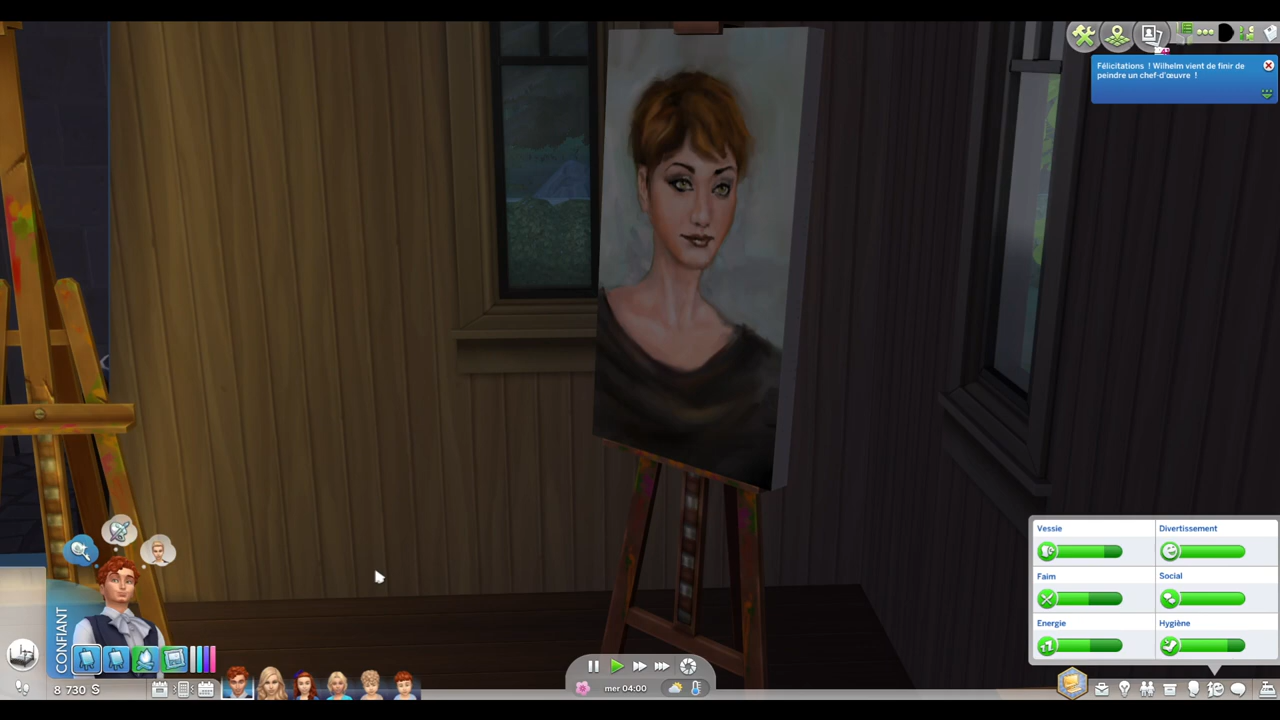 Félicitations ! Wilhelm vient de finir de
peindre un chef-d'œuvre !
Vessie
Divertissement
Faim
Social
Energie
Hygiène
CONFIANT
8 730 S
mer 04:00